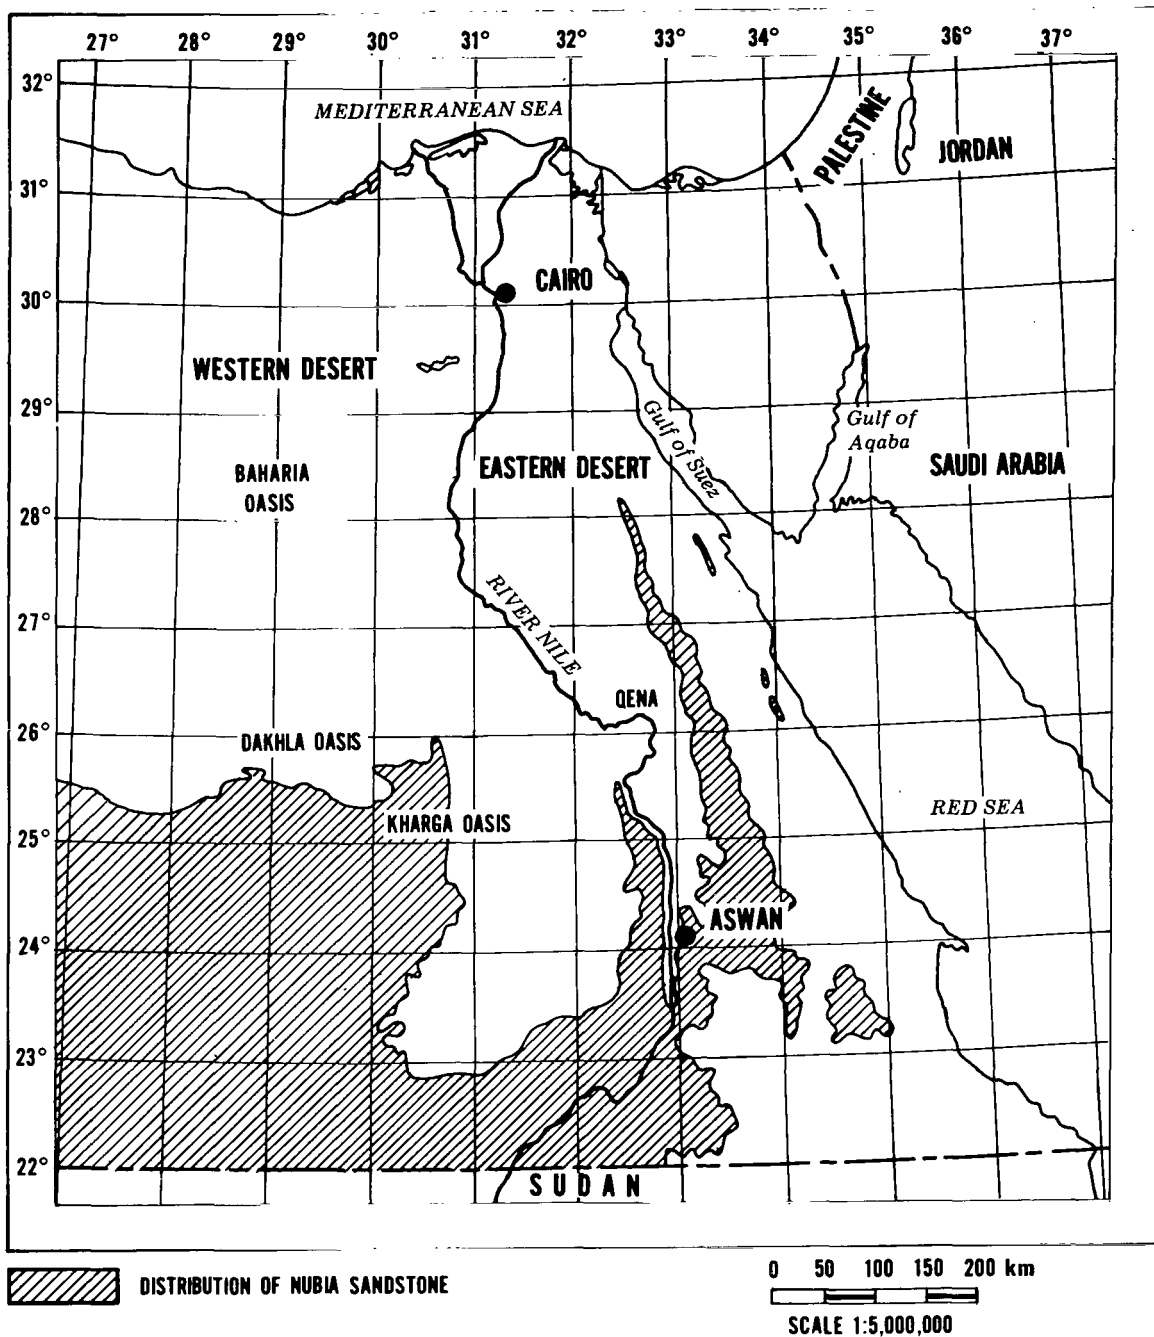 27° 28° 29° 30° 31° 32° 33° 34° 35° 36° 37°
32°
MEDITERRANEAN SEA
PALESTINE
JORDAN
31°
CAIRO
30°
WESTERN DESERT
29°
Gulf of Suez
Gulf of
Aqaba
EASTERN DESERT
SAUDI ARABIA
BAHARIA
OASIS
28°
RIVER NILE
27°
QENA
26°
DAKHLA OASIS
RED SEA
KHARGA OASIS
25°
ASWAN
24°
23°
22°
SUDAN
DISTRIBUTION OF NUBIA SANDSTONE
0 50 100 150 200 km
SCALE 1:5,000,000